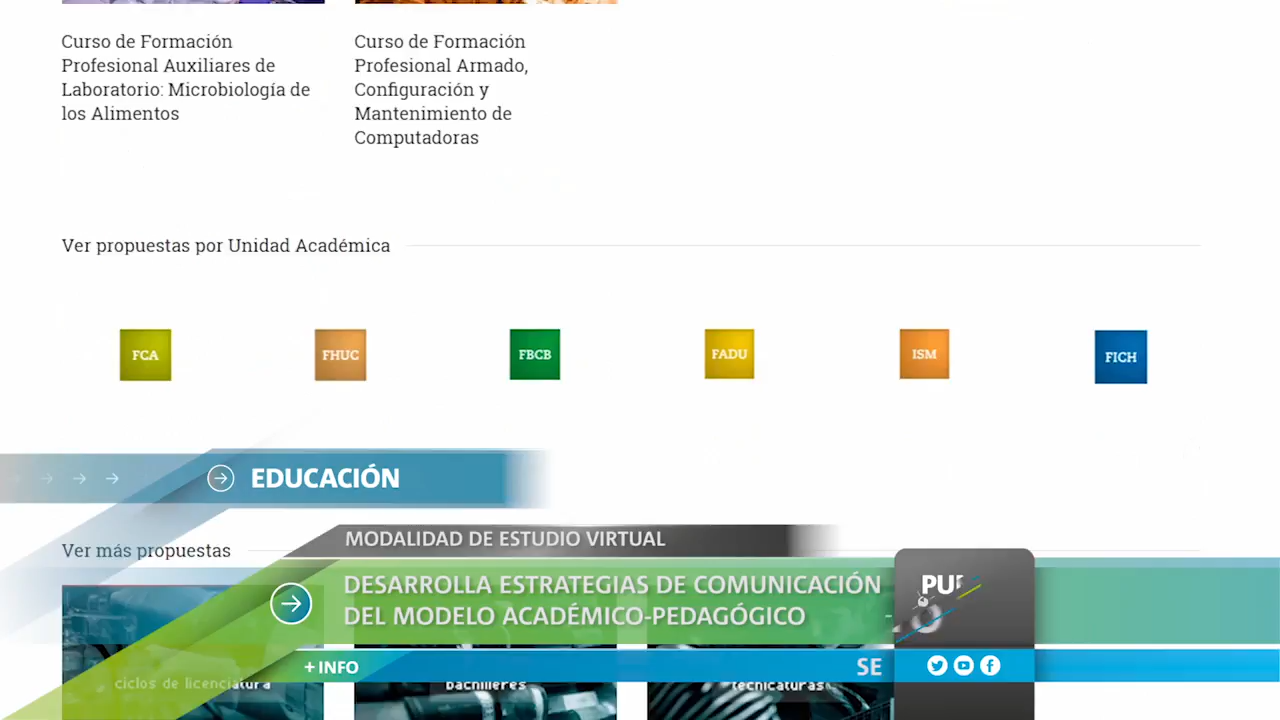 Curso de Formación
Profesional Auxiliares de
Laboratorio: Microbiología de
los Alimentos
Curso de Formación
Profesional Armado,
Configuración y
Mantenimiento de
Computadoras
Ver propuestas por Unidad Académica
FCA
FHUC
FBCB
FADU
ISM
FICH
EDUCACIÓN
MODALIDAD DE ESTUDIO VIRTUAL
Ver más propuestas
DESARROLLA ESTRATEGIAS DE COMUNICACIÓN
DEL MODELO ACADÉMICO-PEDAGÓGICO
+ INFO
SE
ciclos de licenciatura
bachilleres
tecnicaturas